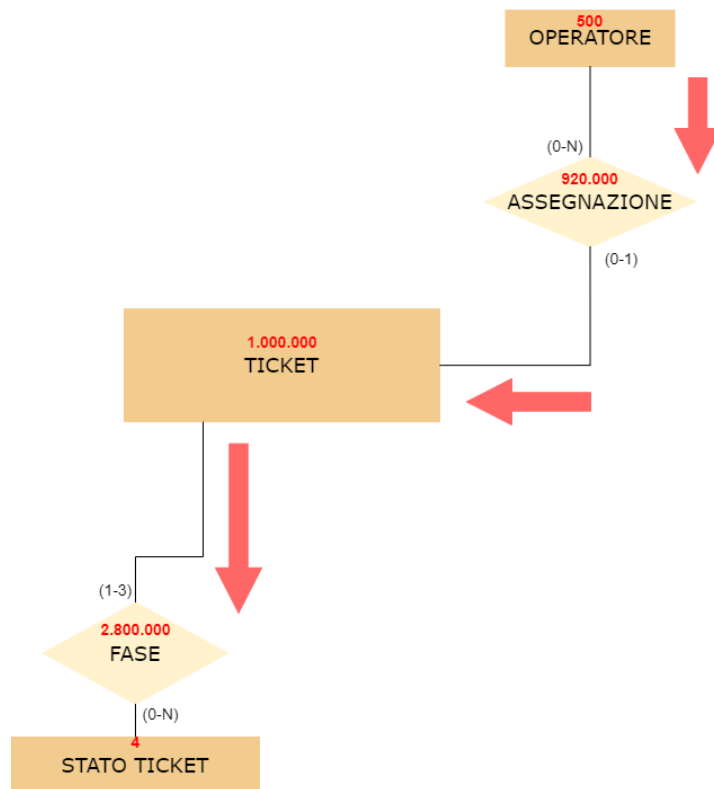 500
OPERATORE
(0-N)
920.000
ASSEGNAZIONE
(0-1)
1.000.000
TICKET
(1-3)
2.800.000
FASE
(0-N)
4
STATO TICKET